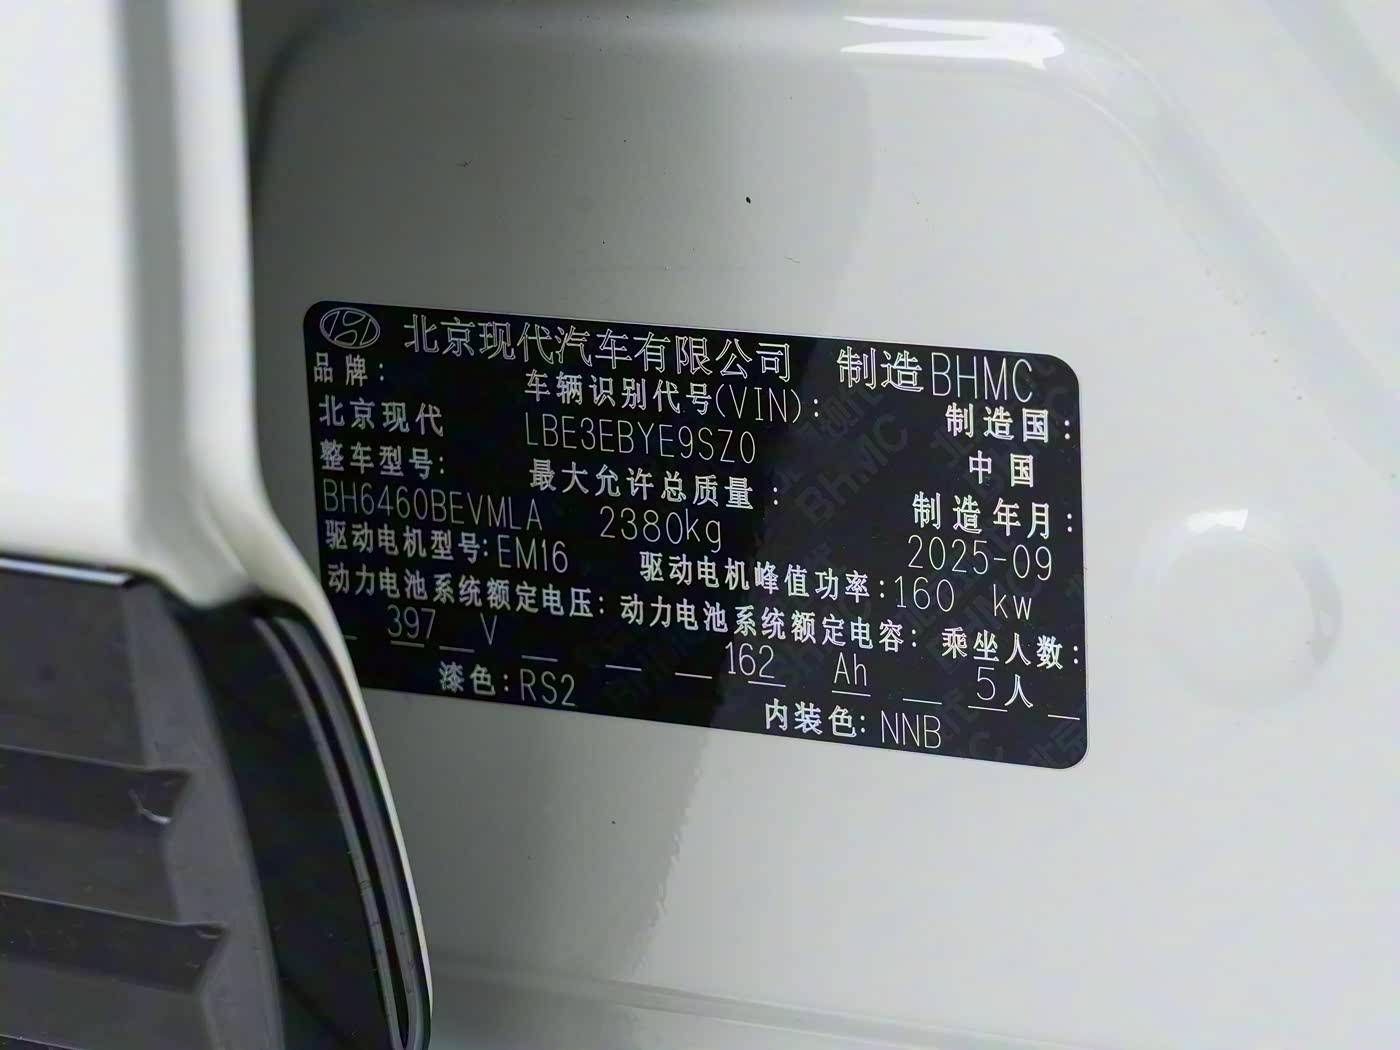 北京现代汽车有限公司 制造 BHMC
品牌： 车辆识别代号(VIN)： 制造国：
北京现代 LBE3EBYE9SZ0 中国
整车型号： 最大允许总质量： 制造年月：
BH6460BEVMLA 2380kg 2025-09
驱动电机型号：EM16 驱动电机峰值功率：160 kw
动力电池系统额定电压： 动力电池系统额定电容： 乘坐人数：
397 V 162 Ah 5人
漆色：RS2 内装色：NNB